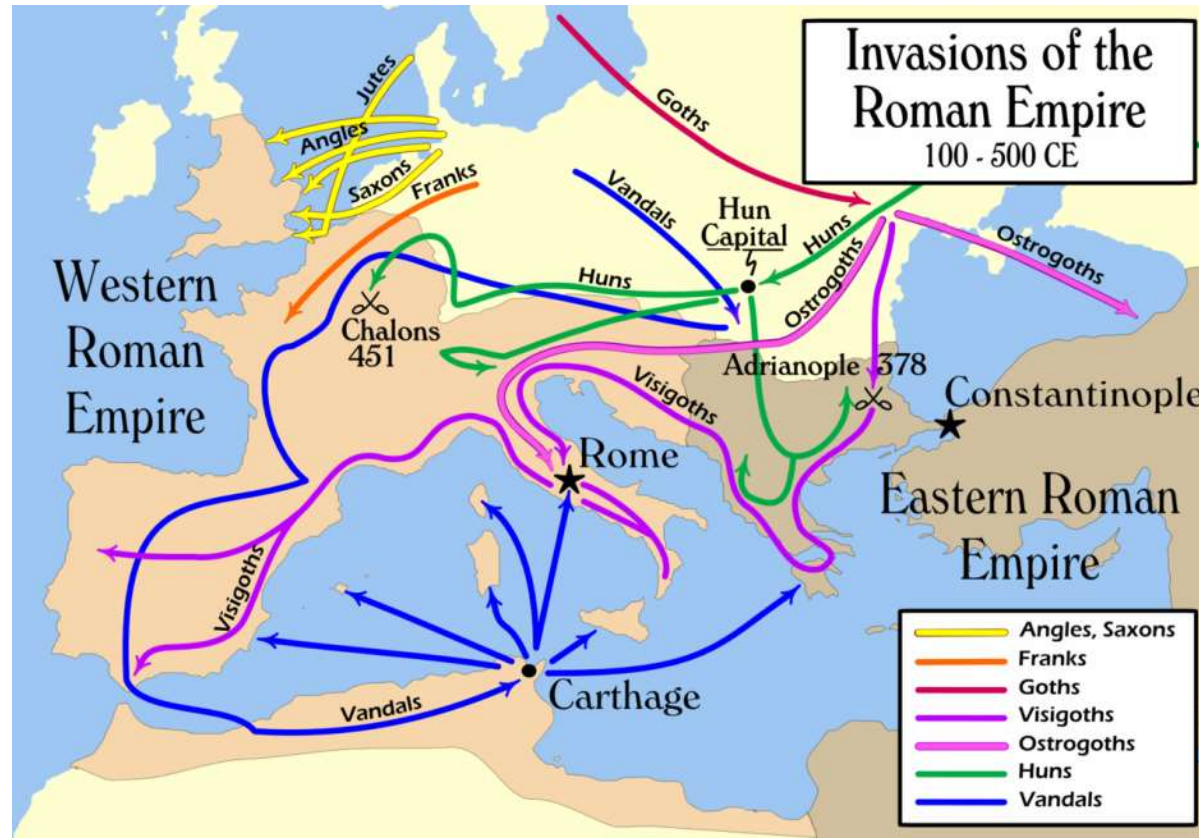 Invasions of the
Roman Empire
100 - 500 CE
Jutes
Angles
Saxons
Franks
Goths
Vandals
Hun
Capital
Huns
Ostrogoths
Ostrogoths
Huns
Western
Roman
Empire
Chalons
451
Adrianople 378
Visigoths
Constantinople
Rome
Eastern Roman
Empire
Visigoths
Vandals
Carthage
Angles, Saxons
Franks
Goths
Visigoths
Ostrogoths
Huns
Vandals